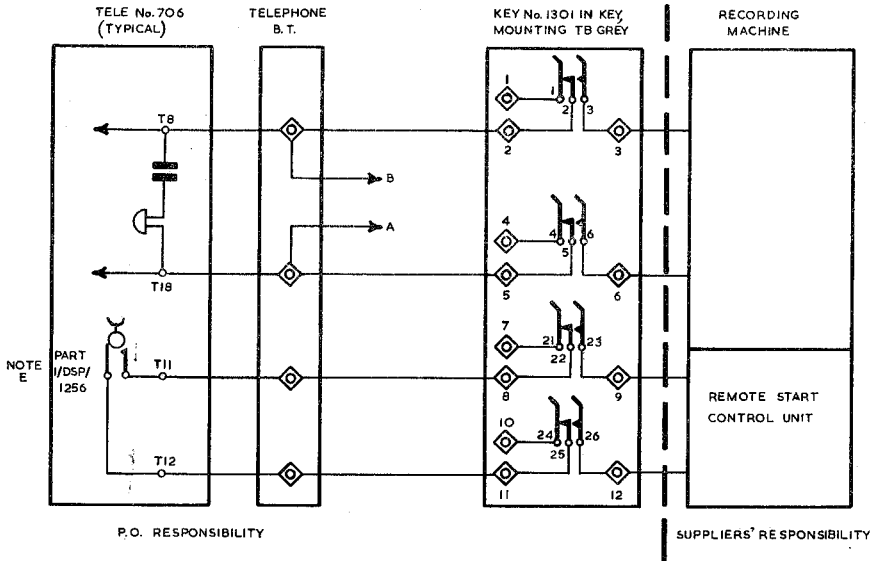 TELE No.706
(TYPICAL)
TELEPHONE
B.T.
KEY No.1301 IN KEY
MOUNTING TB GREY
RECORDING
MACHINE
T8
1
1
2
3
2
3
B
A
4
4
5
6
T18
5
6
7
21
22
23
NOTE
E
PART
1/DSP/
1256
T11
8
9
REMOTE START
CONTROL UNIT
10
24
25
26
T12
11
12
P.O. RESPONSIBILITY
SUPPLIERS' RESPONSIBILITY